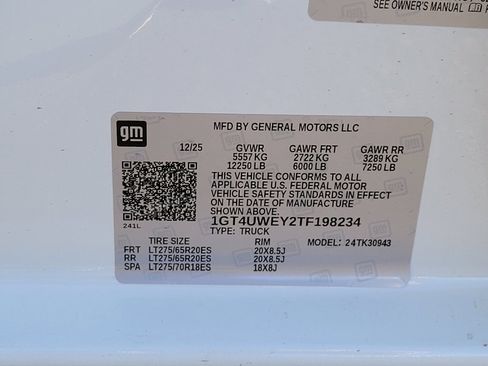 SEE OWNER'S MANUAL
gm
MFD BY GENERAL MOTORS LLC
12/25 GVWR GAWR FRT GAWR RR
5557 KG 2722 KG 3289 KG
12250 LB 6000 LB 7250 LB
THIS VEHICLE CONFORMS TO ALL
APPLICABLE U.S. FEDERAL MOTOR
VEHICLE SAFETY STANDARDS IN EFFECT
ON THE DATE OF MANUFACTURE
SHOWN ABOVE.
1GT4UWEY2TF198234
241L TYPE: TRUCK
TIRE SIZE RIM MODEL: 24TK30943
FRT LT275/65R20ES 20X8.5J
RR LT275/65R20ES 20X8.5J
SPA LT275/70R18ES 18X8J